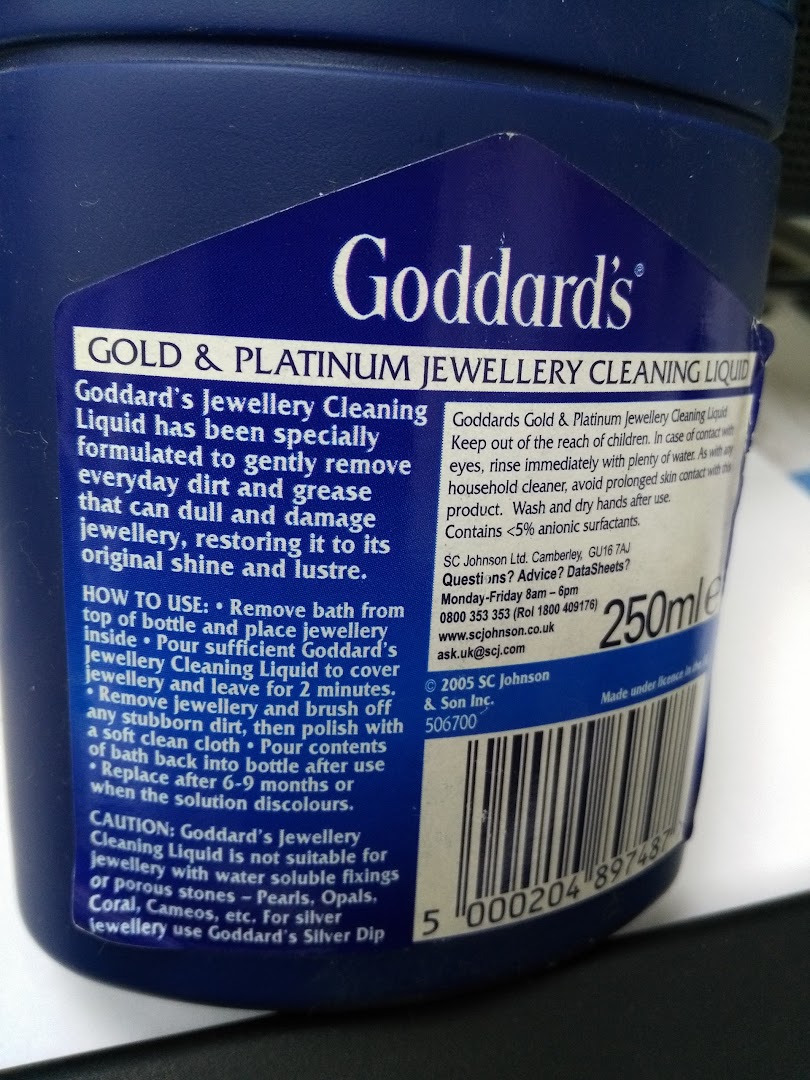 Goddard's®
GOLD & PLATINUM JEWELLERY CLEANING LIQUID
Goddard's Jewellery Cleaning
Liquid has been specially
formulated to gently remove
everyday dirt and grease
that can dull and damage
jewellery, restoring it to its
original shine and lustre.
HOW TO USE: • Remove bath from
top of bottle and place jewellery
inside • Pour sufficient Goddard's
Jewellery Cleaning Liquid to cover
jewellery and leave for 2 minutes.
• Remove jewellery and brush off
any stubborn dirt, then polish with
a soft clean cloth • Pour contents
of bath back into bottle after use
• Replace after 6-9 months or
when the solution discolours.
CAUTION: Goddard's Jewellery
Cleaning Liquid is not suitable for
jewellery with water soluble fixings
or porous stones – Pearls, Opals,
Coral, Cameos, etc. For silver
jewellery use Goddard's Silver Dip
Goddards Gold & Platinum Jewellery Cleaning Liquid
Keep out of the reach of children. In case of contact with
eyes, rinse immediately with plenty of water. As with any
household cleaner, avoid prolonged skin contact with this
product. Wash and dry hands after use.
Contains <5% anionic surfactants.
SC Johnson Ltd. Camberley, GU16 7AJ
Questions? Advice? DataSheets?
Monday-Friday 8am – 6pm
0800 353 353 (RoI 1800 409176)
www.scjohnson.co.uk
ask.uk@scj.com
250ml e
© 2005 SC Johnson
& Son Inc.
506700
Made under licence in the
5 000204 897487